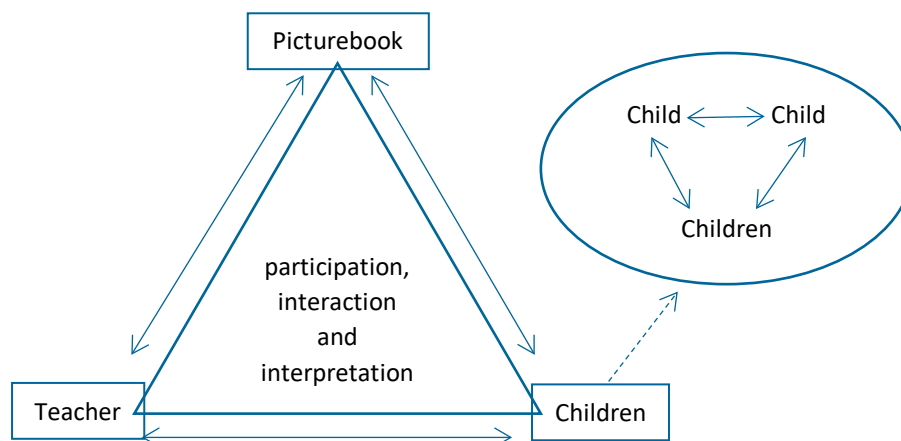 Picturebook
Child
Child
Children
participation,
interaction
and
interpretation
Teacher
Children